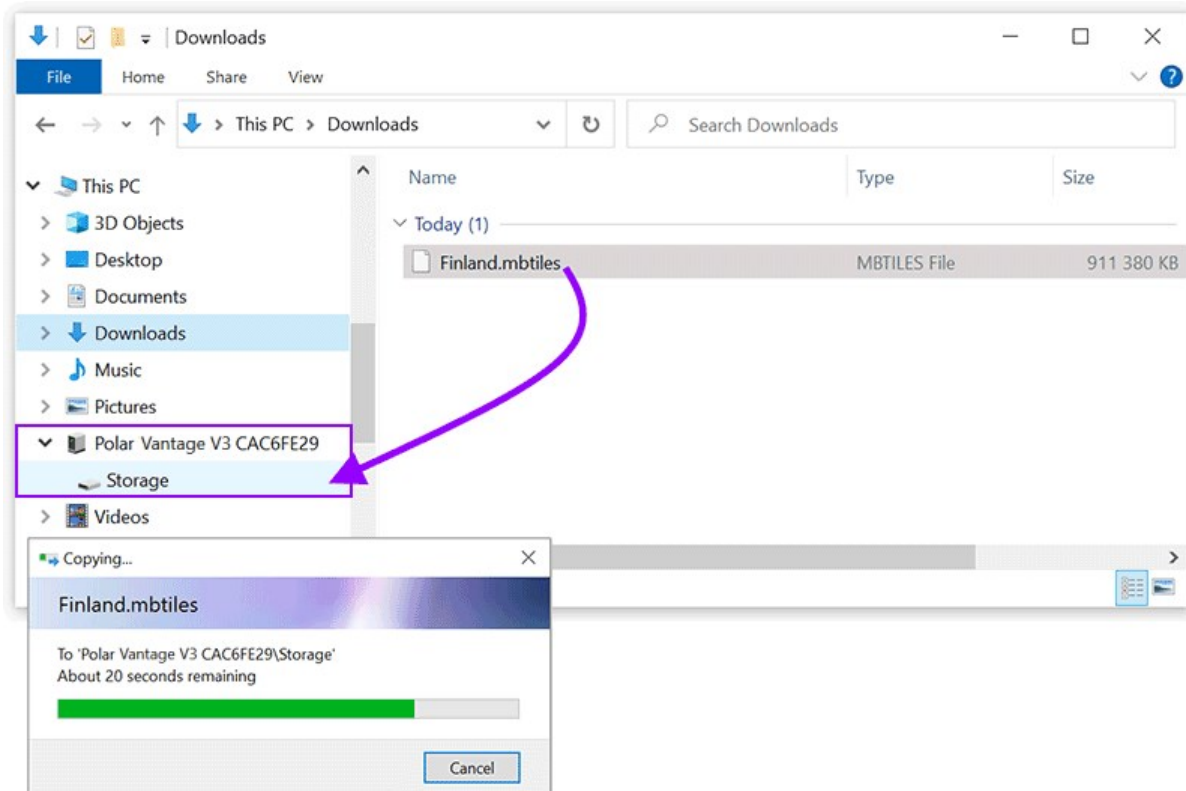 Downloads
File Home Share View
This PC > Downloads
Search Downloads
This PC
3D Objects
Desktop
Documents
Downloads
Music
Pictures
Polar Vantage V3 CAC6FE29
Storage
Videos
Name Type Size
Today (1)
Finland.mbtiles MBTILES File 911 380 KB
Copying...
Finland.mbtiles
To 'Polar Vantage V3 CAC6FE29\Storage'
About 20 seconds remaining
Cancel